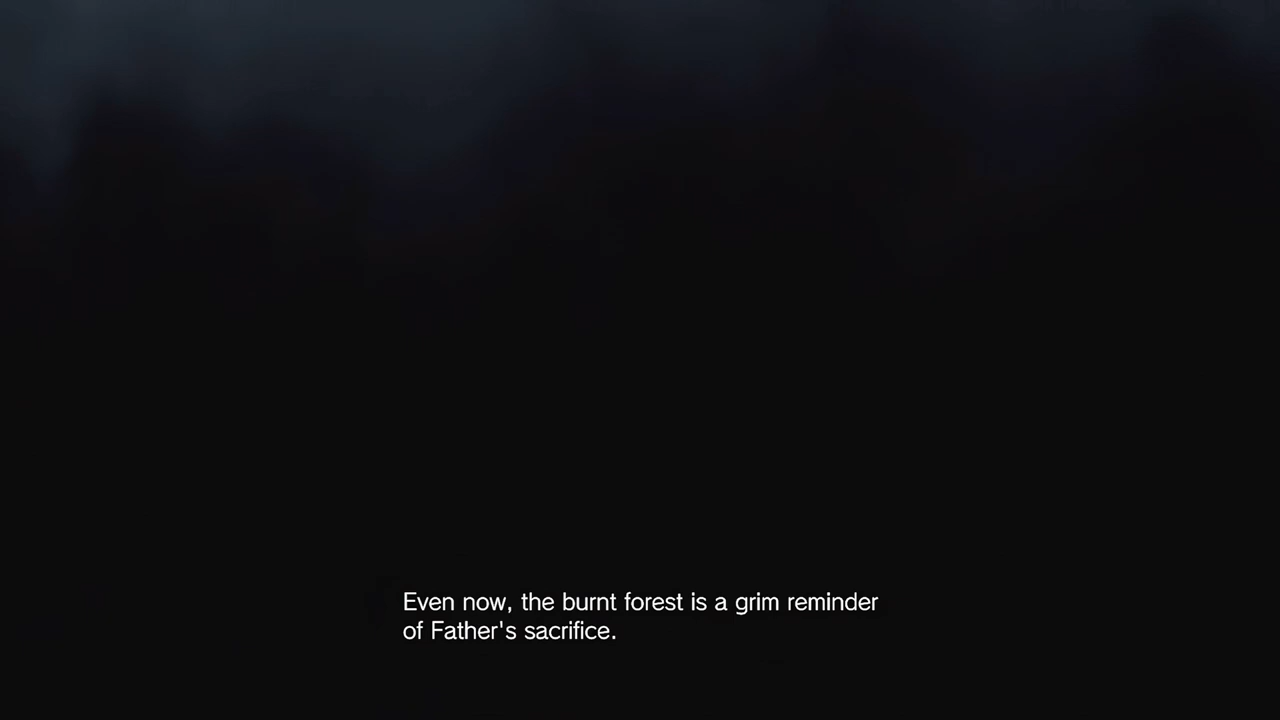 Even now, the burnt forest is a grim reminder
of Father's sacrifice.